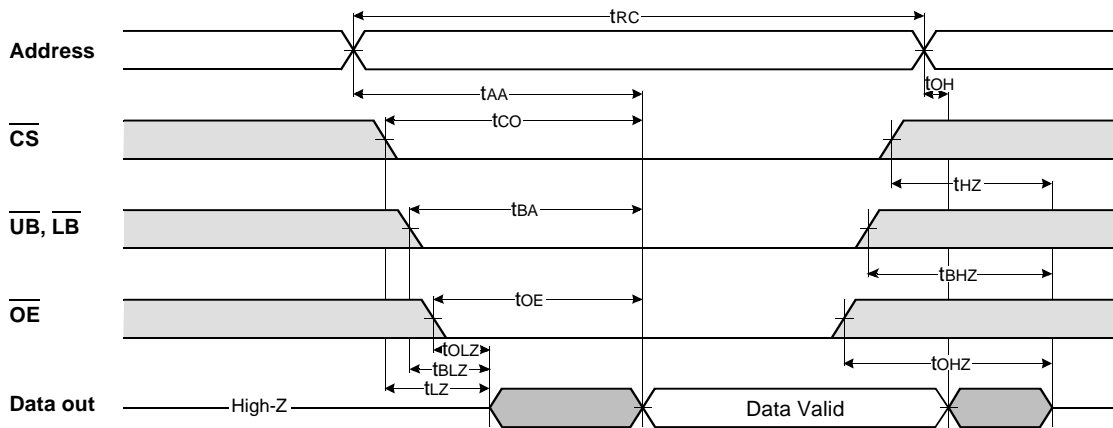 tRC
Address
tOH
tAA
tCO
CS
tHZ
UB, LB
tBA
tBHZ
OE
tOE
tOLZ
tBLZ
tOHZ
tLZ
Data out
High-Z
Data Valid